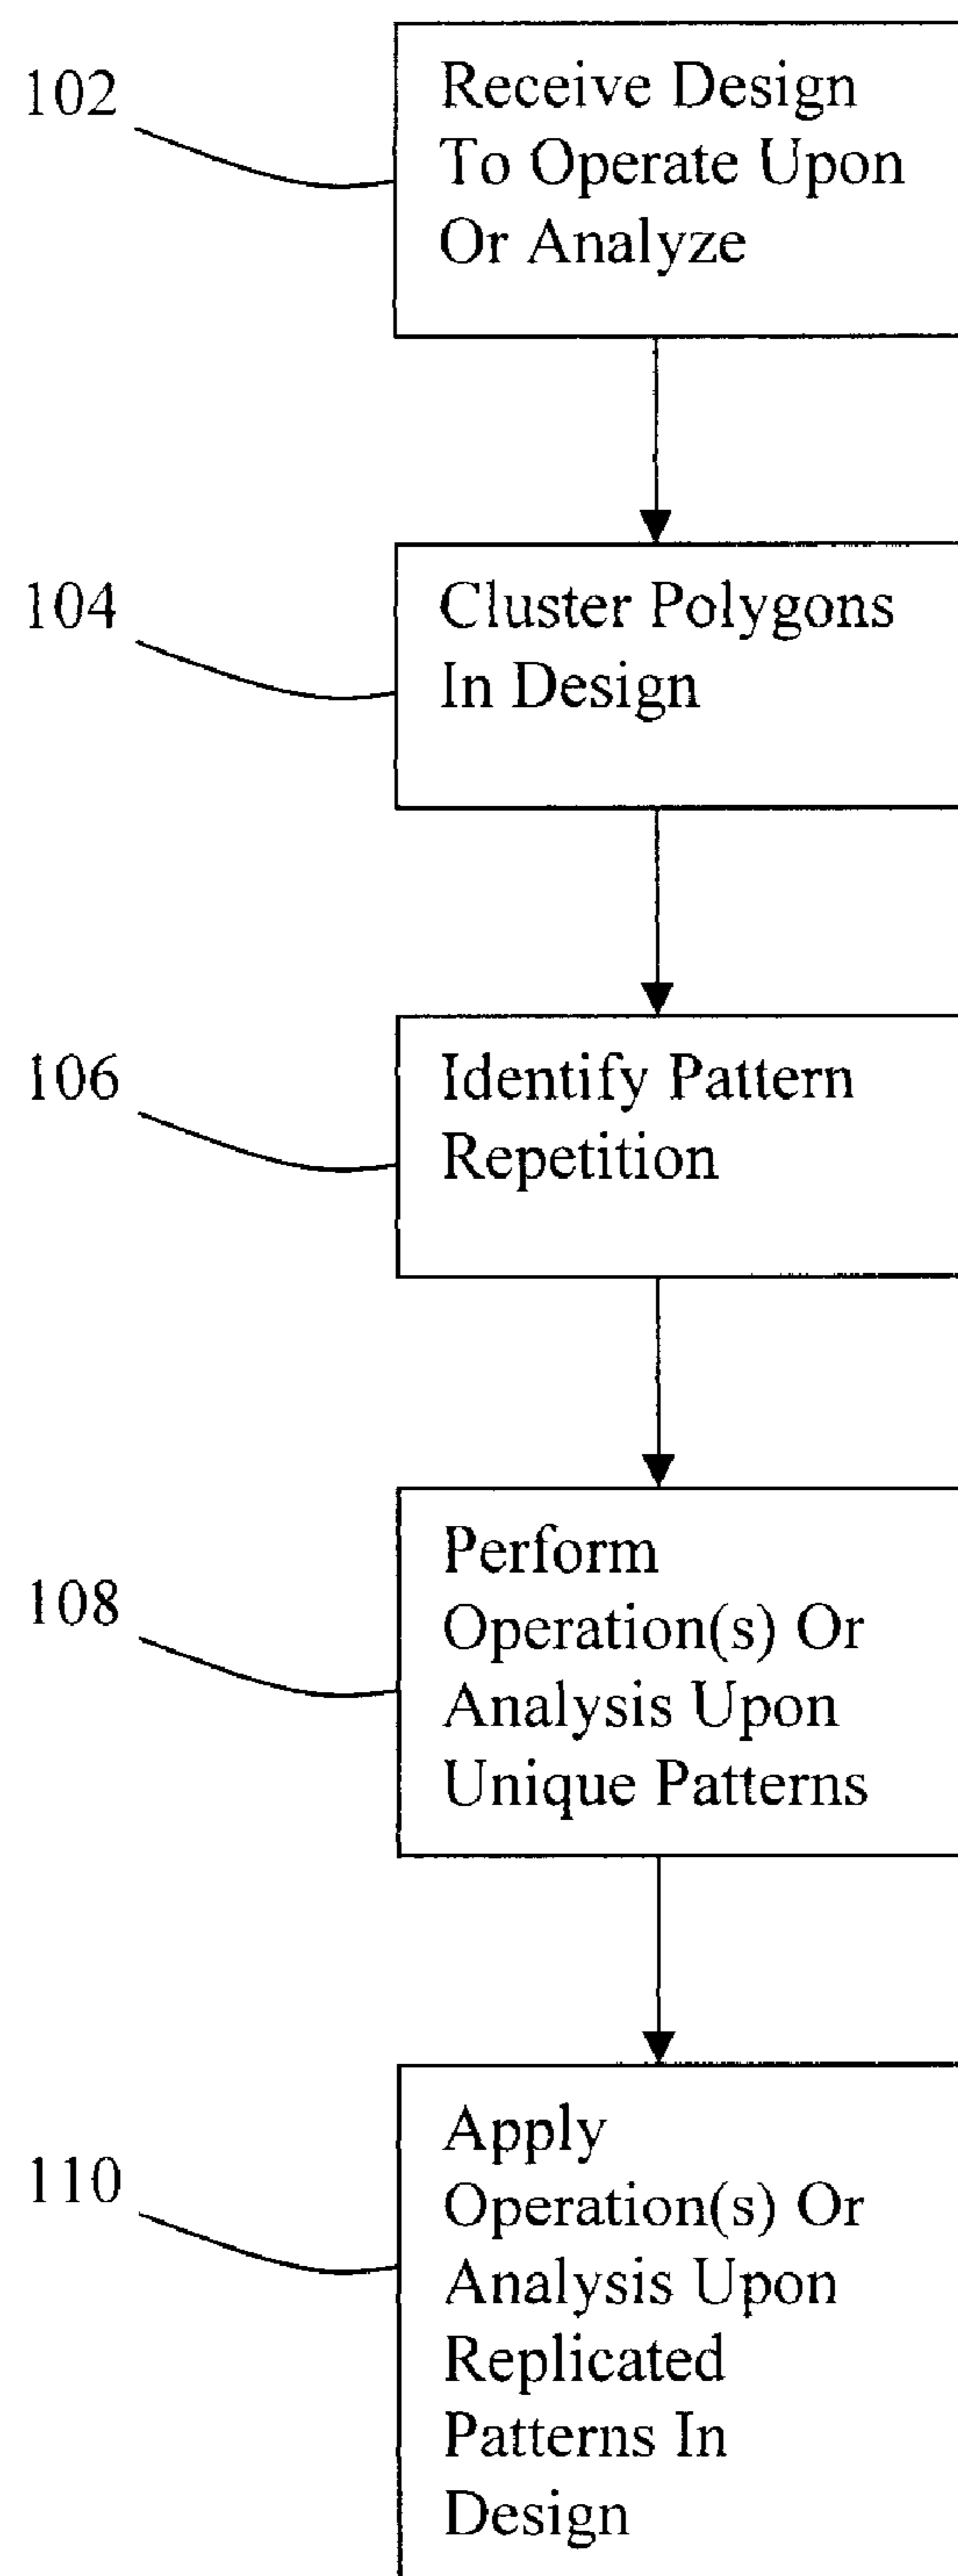 102
Receive Design
To Operate Upon
Or Analyze
104
Cluster Polygons
In Design
106
Identify Pattern
Repetition
108
Perform
Operation(s) Or
Analysis Upon
Unique Patterns
110
Apply
Operation(s) Or
Analysis Upon
Replicated
Patterns In
Design